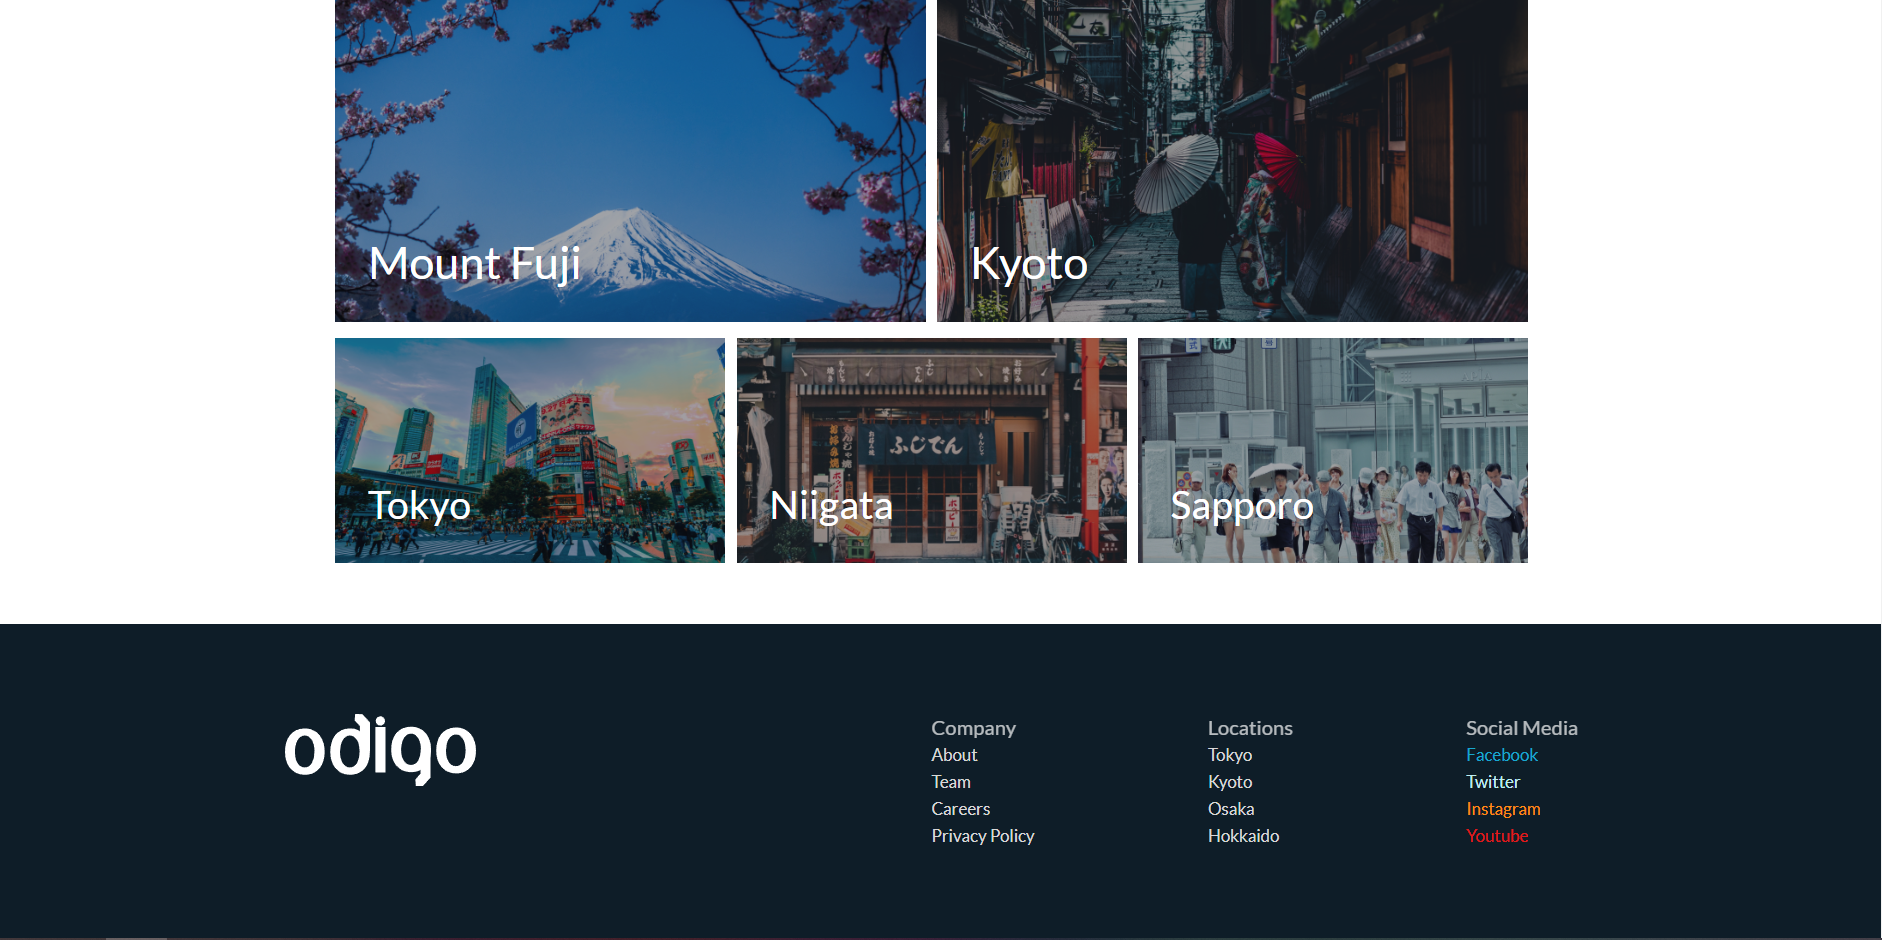 Mount Fuji
Kyoto
ふじでん
Tokyo
Niigata
Sapporo
odigo
Company
About
Team
Careers
Privacy Policy
Locations
Tokyo
Kyoto
Osaka
Hokkaido
Social Media
Facebook
Twitter
Instagram
Youtube